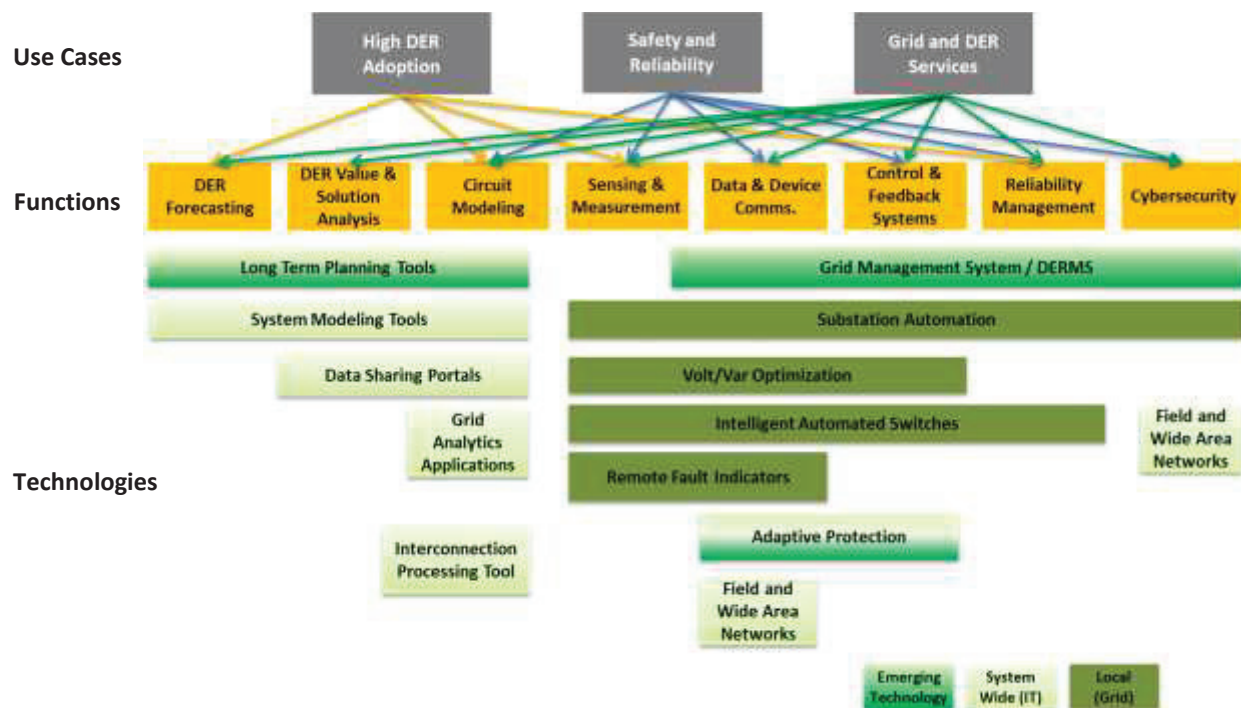 Use Cases
High DER
Adoption
Safety and
Reliability
Grid and DER
Services
Functions
DER
Forecasting
DER Value &
Solution
Analysis
Circuit
Modeling
Sensing &
Measurement
Data & Device
Comms.
Control &
Feedback
Systems
Reliability
Management
Cybersecurity
Long Term Planning Tools
Grid Management System / DERMS
System Modeling Tools
Substation Automation
Data Sharing Portals
Volt/Var Optimization
Grid
Analytics
Applications
Intelligent Automated Switches
Field and
Wide Area
Networks
Technologies
Remote Fault Indicators
Adaptive Protection
Interconnection
Processing Tool
Field and
Wide Area
Networks
Emerging
Technology
System
Wide (IT)
Local
(Grid)